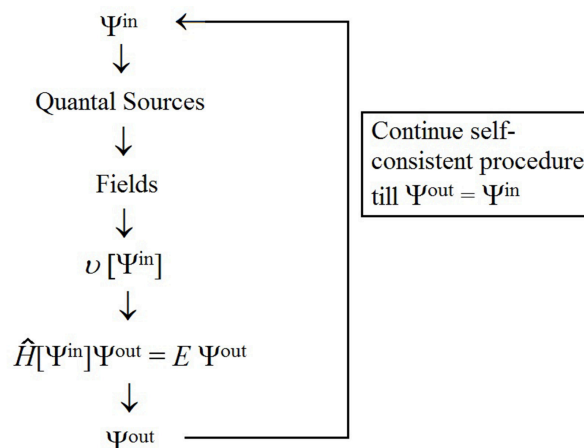 Ψⁱⁿ
Quantal Sources
Fields
υ [Ψⁱⁿ]
Ĥ[Ψⁱⁿ]Ψᵒᵘᵗ = E Ψᵒᵘᵗ
Ψᵒᵘᵗ
Continue self-
consistent procedure
till Ψᵒᵘᵗ = Ψⁱⁿ